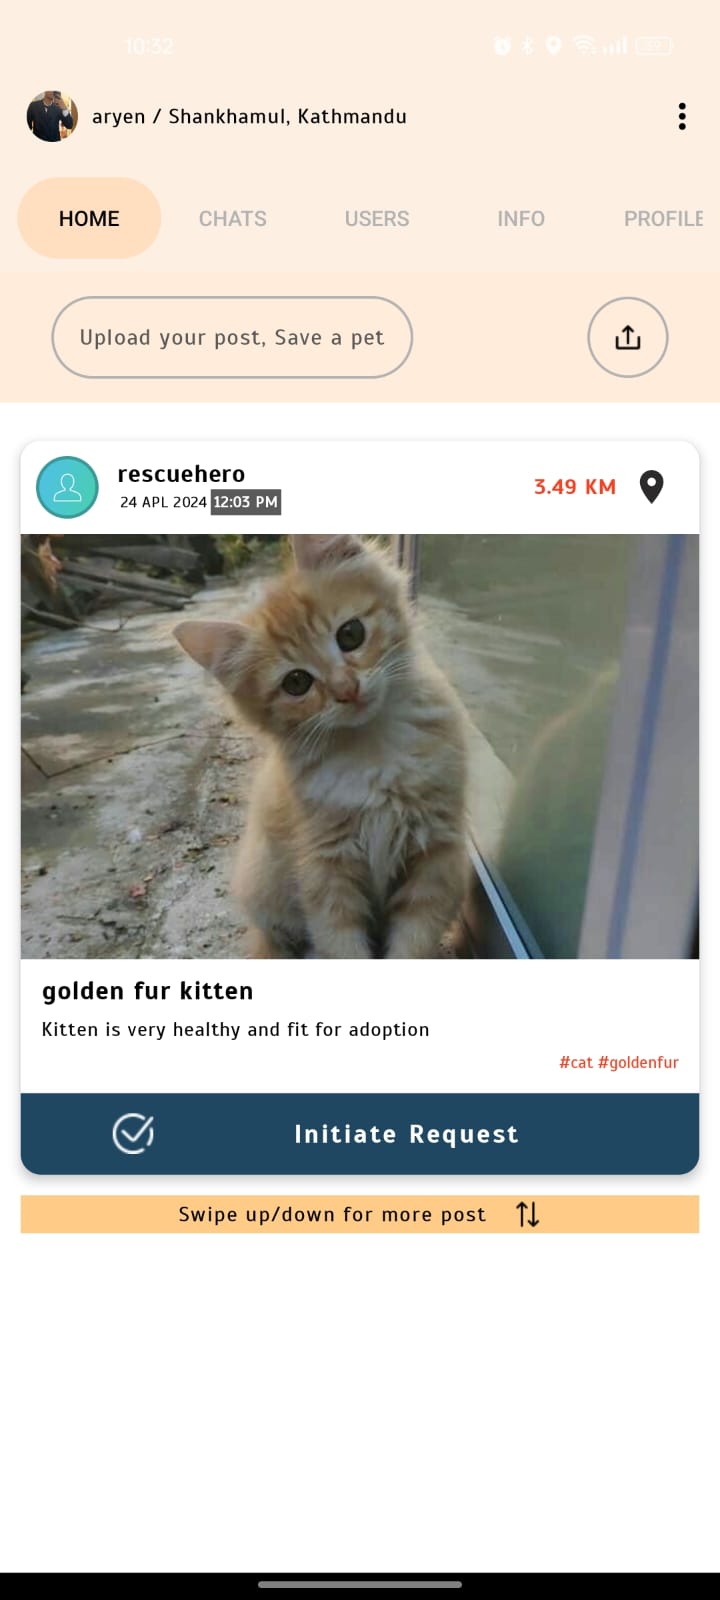 10:32
89
aryen / Shankhamul, Kathmandu
HOME CHATS USERS INFO PROFILE
Upload your post, Save a pet
rescuehero
24 APL 2024 12:03 PM
3.49 KM
golden fur kitten
Kitten is very healthy and fit for adoption
#cat #goldenfur
Initiate Request
Swipe up/down for more post